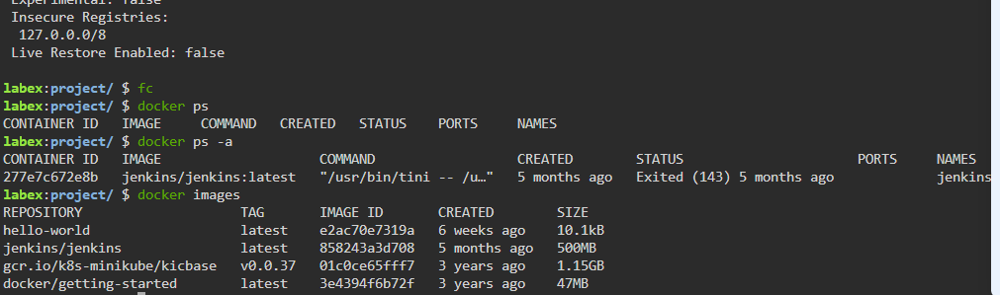 Experimental: false
Insecure Registries:
127.0.0.0/8
Live Restore Enabled: false
labex:project/ $ fc
labex:project/ $ docker ps
CONTAINER ID   IMAGE     COMMAND   CREATED   STATUS    PORTS     NAMES
labex:project/ $ docker ps -a
CONTAINER ID   IMAGE                    COMMAND                  CREATED        STATUS                      PORTS     NAMES
277e7c672e8b   jenkins/jenkins:latest   "/usr/bin/tini -- /u…"   5 months ago   Exited (143) 5 months ago             jenkins
labex:project/ $ docker images
REPOSITORY                    TAG       IMAGE ID       CREATED        SIZE
hello-world                   latest    e2ac70e7319a   6 weeks ago    10.1kB
jenkins/jenkins               latest    858243a3d708   5 months ago   500MB
gcr.io/k8s-minikube/kicbase   v0.0.37   01c0ce65fff7   3 years ago    1.15GB
docker/getting-started        latest    3e4394f6b72f   3 years ago    47MB